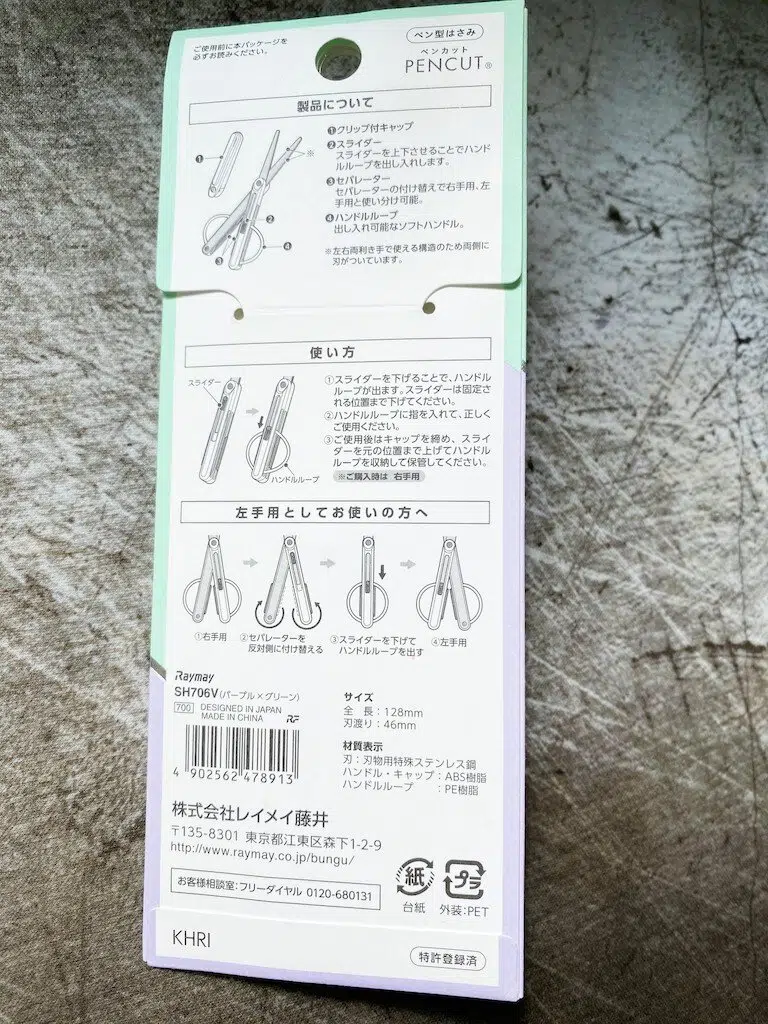 ご使用前に本パッケージを
必ずお読みください。
ペン型はさみ
ペンカット
PENCUT®
製品について
❶クリップ付キャップ
❷スライダー
スライダーを上下させることでハンド
ルループを出し入れします。
❸セパレーター
セパレーターの付け替えで右手用、左
手用と使い分け可能。
❹ハンドルループ
出し入れ可能なソフトハンドル。
※左右両利き手で使える構造のため両側に
刃がついています。
❶
※
❷
❸
❹
使い方
スライダー
ハンドルループ
①スライダーを下げることで、ハンドル
ループが出ます。スライダーは固定さ
れる位置まで下げてください。
②ハンドルループに指を入れて、正しく
ご使用ください。
③ご使用後はキャップを締め、スライ
ダーを元の位置まで上げてハンドル
ループを収納して保管してください。
※ご購入時は 右手用
左手用としてお使いの方へ
①右手用
②セパレーターを
反対側に付け替える
③スライダーを下げて
ハンドルループを出す
④左手用
Raymay
SH706V(パープル×グリーン)
700 DESIGNED IN JAPAN
MADE IN CHINA RF
4 902562 478913
サイズ
全 長：128mm
刃渡り：46mm
材質表示
刃：刃物用特殊ステンレス鋼
ハンドル・キャップ：ABS樹脂
ハンドルループ ：PE樹脂
株式会社レイメイ藤井
〒135-8301 東京都江東区森下1-2-9
http://www.raymay.co.jp/bungu/
お客様相談室：フリーダイヤル 0120-680131
紙
台紙
プラ
外装：PET
KHRI
特許登録済